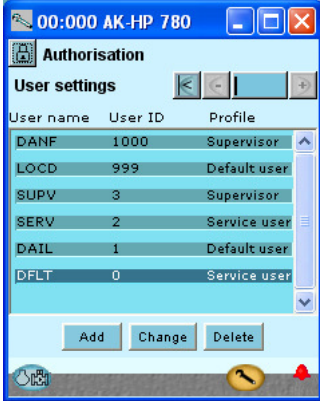 00:000 AK-HP 780
Authorisation
User settings
User name User ID Profile
DANF 1000 Supervisor
LOCD 999 Default user
SUPV 3 Supervisor
SERV 2 Service user
DAIL 1 Default user
DFLT 0 Service user
Add Change Delete